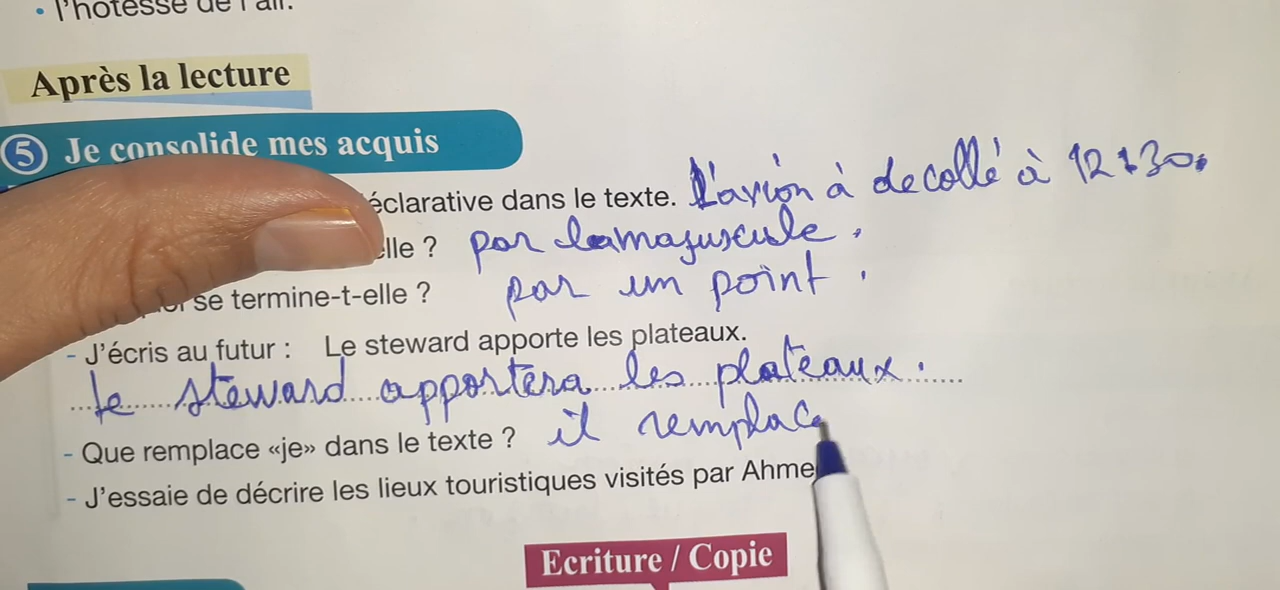 • l'hôtesse de l'air.
Après la lecture
5 Je consolide mes acquis
éclarative dans le texte. L'avion à decollé à 12h30.
elle ? par la majuscule.
se termine-t-elle ? par un point.
- J'écris au futur : Le steward apporte les plateaux.
le steward apportera les plateaux.
- Que remplace «je» dans le texte ? il remplace
- J'essaie de décrire les lieux touristiques visités par Ahme
Ecriture / Copie